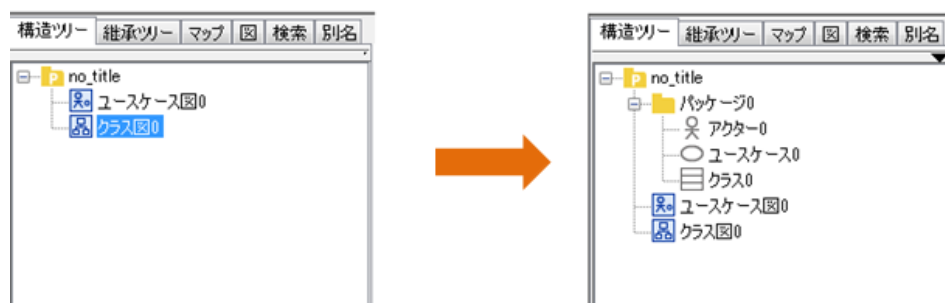 構造ツリー 継承ツリー マップ 図 検索 別名
no_title
ユースケース図0
クラス図0
構造ツリー 継承ツリー マップ 図 検索 別名
no_title
パッケージ0
アクター0
ユースケース0
クラス0
ユースケース図0
クラス図0